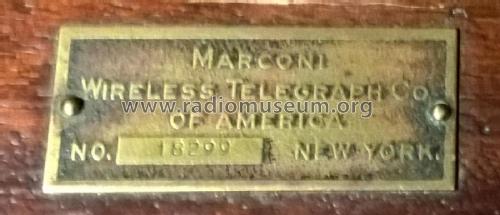 MARCONI
WIRELESS TELEGRAPH CO.
www.radiomuseum.org
OF AMERICA
NO. 18299 NEW YORK.